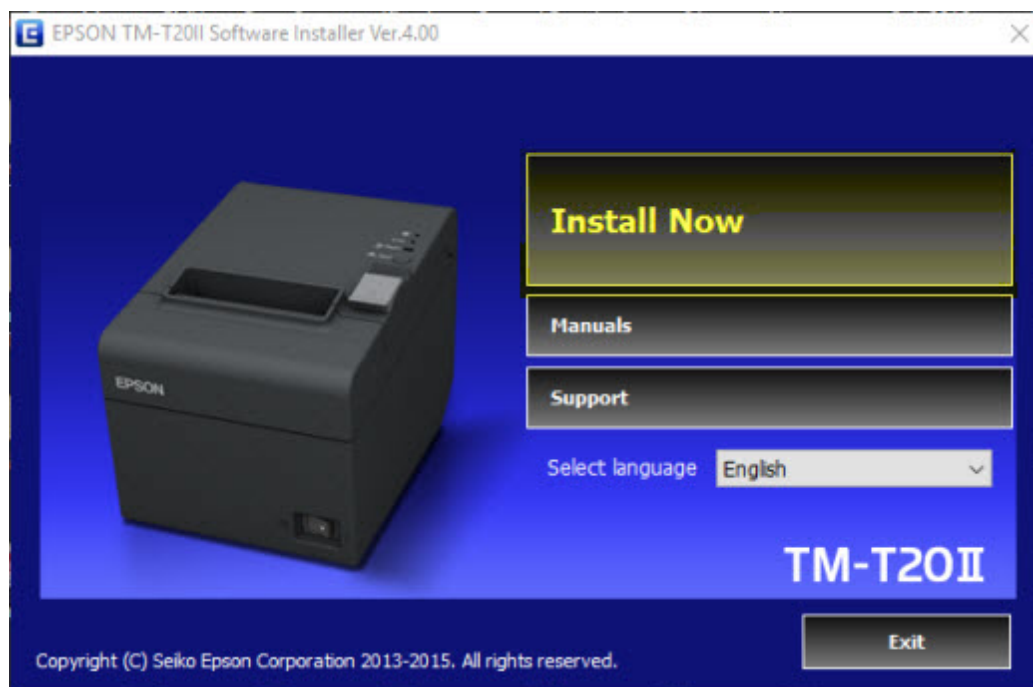 EPSON TM-T20II Software Installer Ver.4.00
Install Now
Manuals
EPSON
Support
Select language English
TM-T20Ⅱ
Exit
Copyright (C) Seiko Epson Corporation 2013-2015. All rights reserved.